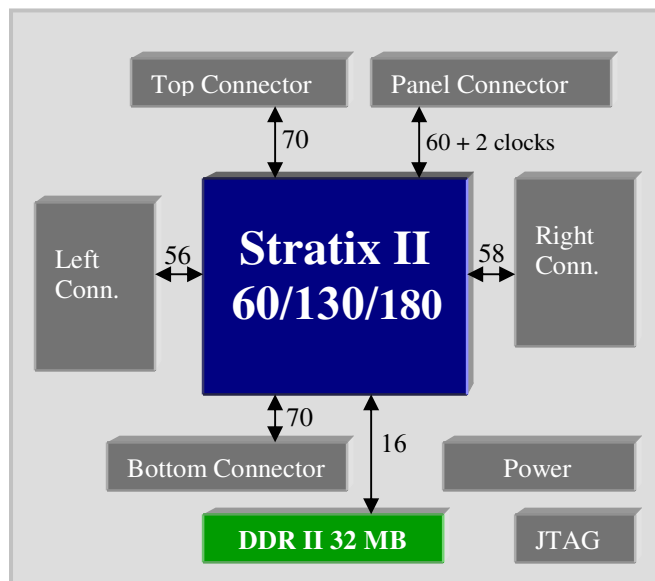 Top Connector
Panel Connector
70
60 + 2 clocks
Left
Conn.
56
Stratix II
60/130/180
58
Right
Conn.
70
16
Bottom Connector
Power
DDR II 32 MB
JTAG